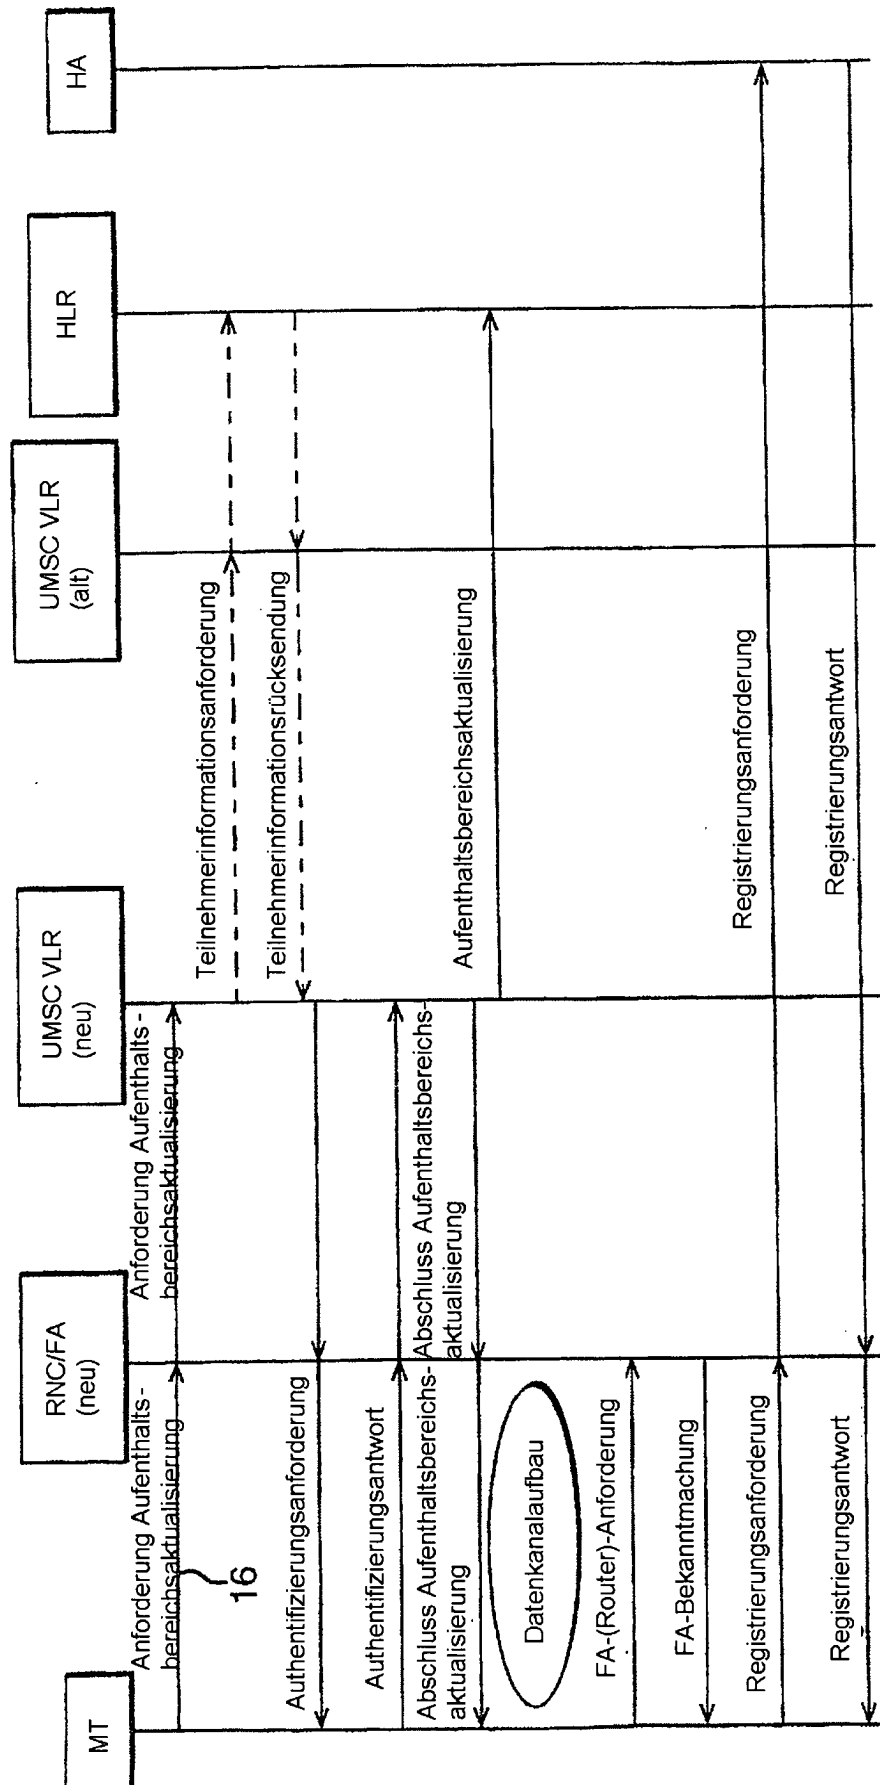 MT
RNC/FA
(neu)
UMSC VLR
(neu)
UMSC VLR
(alt)
HLR
HA
Anforderung Aufenthalts-
bereichsaktualisierung
16
Anforderung Aufenthalts-
bereichsaktualisierung
Teilnehmerinformationsanforderung
Teilnehmerinformationsrücksendung
Authentifizierungsanforderung
Authentifizierungsantwort
Abschluss Aufenthaltsbereichs-
aktualisierung
Abschluss Aufenthaltsbereichs-
aktualisierung
Aufenthaltsbereichsaktualisierung
Datenkanalaufbau
FA-(Router)-Anforderung
FA-Bekanntmachung
Registrierungsanforderung
Registrierungsanforderung
Registrierungsantwort
Registrierungsantwort